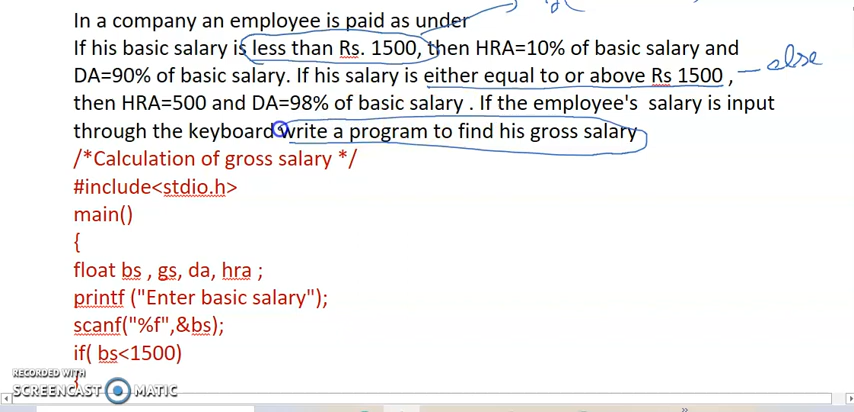 In a company an employee is paid as under
If his basic salary is less than Rs. 1500, then HRA=10% of basic salary and
DA=90% of basic salary. If his salary is either equal to or above Rs 1500 , else
then HRA=500 and DA=98% of basic salary . If the employee's salary is input
through the keyboard write a program to find his gross salary
/*Calculation of gross salary */
#include<stdio.h>
main()
{
float bs , gs, da, hra ;
printf ("Enter basic salary");
scanf("%f",&bs);
if( bs<1500)
{
RECORDED WITH
SCREENCAST MATIC